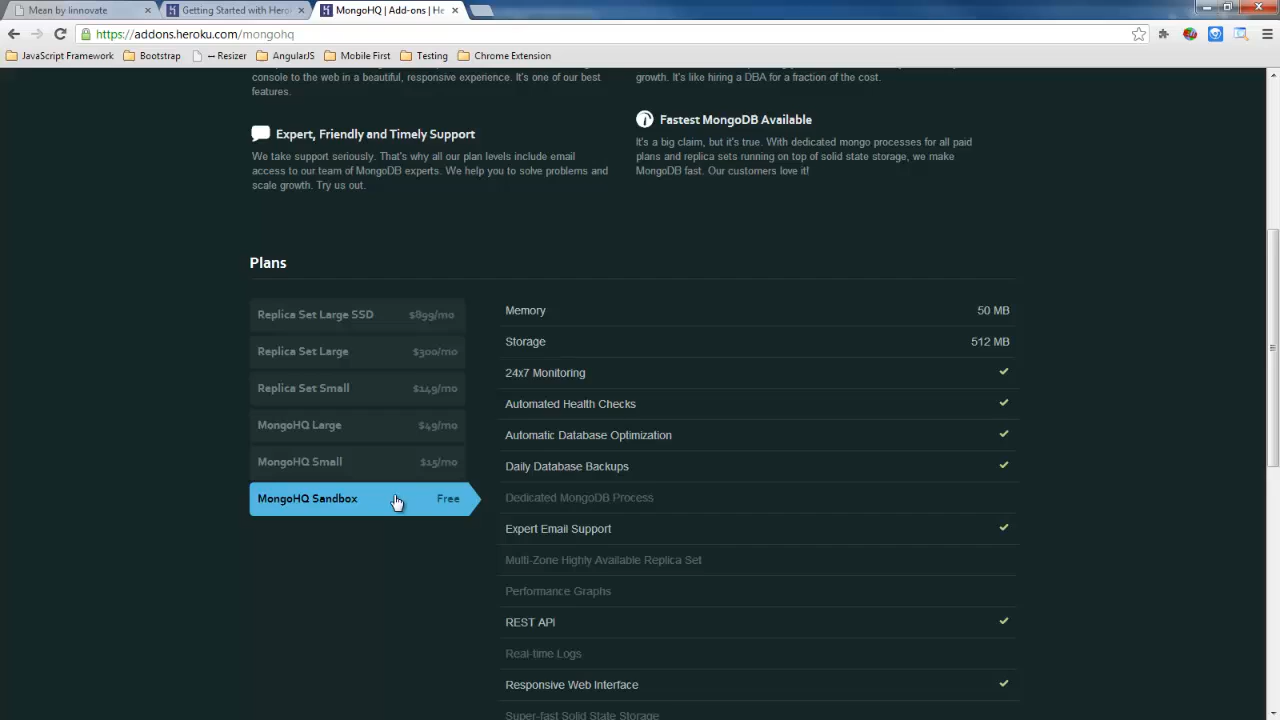 Mean by linnovate
Getting Started with Hero
MongoHQ | Add-ons | He
https://addons.heroku.com/mongohq
JavaScript Framework
Bootstrap
-- Resizer
AngularJS
Mobile First
Testing
Chrome Extension
console to the web in a beautiful, responsive experience. It's one of our best
features.
growth. It's like hiring a DBA for a fraction of the cost.
Expert, Friendly and Timely Support
We take support seriously. That's why all our plan levels include email
access to our team of MongoDB experts. We help you to solve problems and
scale growth. Try us out.
Fastest MongoDB Available
It's a big claim, but it's true. With dedicated mongo processes for all paid
plans and replica sets running on top of solid state storage, we make
MongoDB fast. Our customers love it!
Plans
Replica Set Large SSD $899/mo
Replica Set Large $300/mo
Replica Set Small $149/mo
MongoHQ Large $49/mo
MongoHQ Small $15/mo
MongoHQ Sandbox Free
Memory 50 MB
Storage 512 MB
24x7 Monitoring
Automated Health Checks
Automatic Database Optimization
Daily Database Backups
Dedicated MongoDB Process
Expert Email Support
Multi-Zone Highly Available Replica Set
Performance Graphs
REST API
Real-time Logs
Responsive Web Interface
Super-fast Solid State Storage